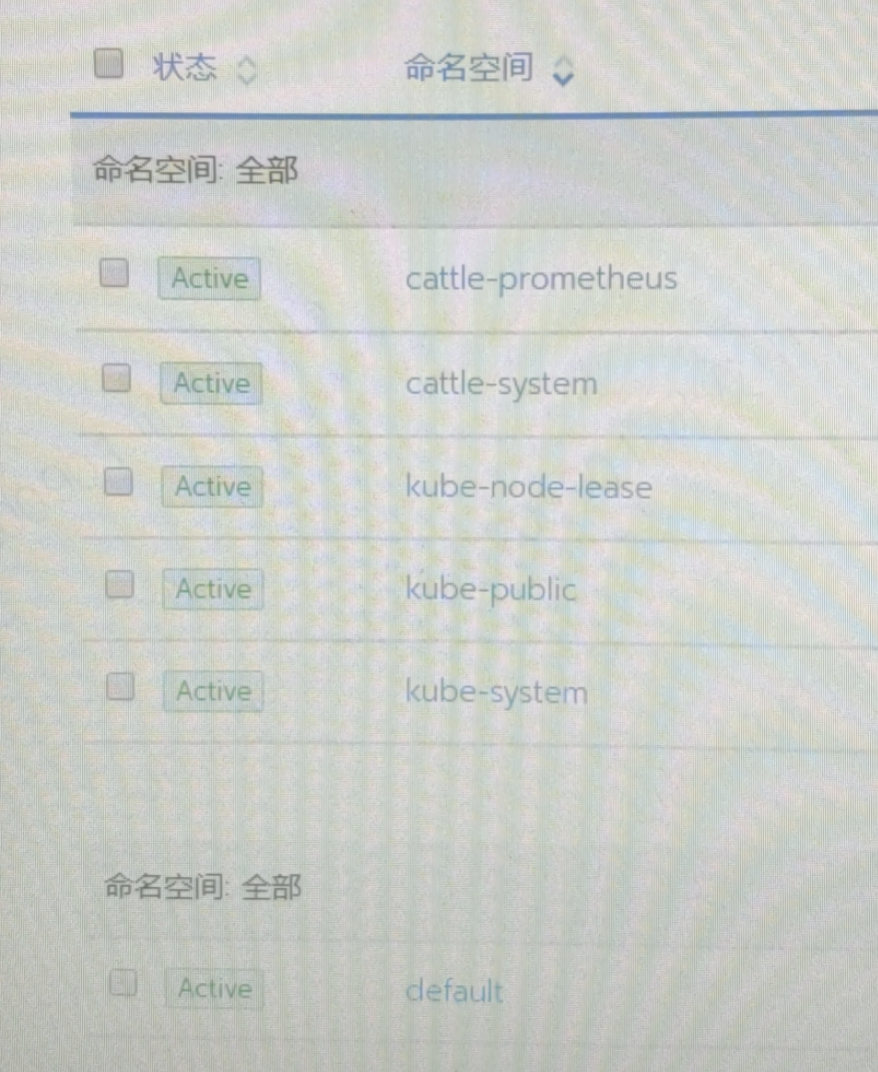 状态 命名空间
命名空间: 全部
Active cattle-prometheus
Active cattle-system
Active kube-node-lease
Active kube-public
Active kube-system
命名空间: 全部
Active default